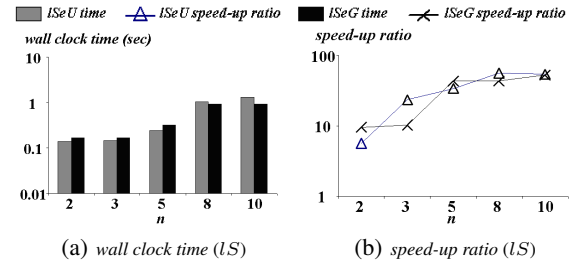 lSeU time lSeU speed-up ratio lSeG time lSeG speed-up ratio
wall clock time (sec) speed-up ratio
10
1
0.1
0.01
2 3 5 8 10
n
100
10
1
2 3 5 8 10
n
(a) wall clock time (lS) (b) speed-up ratio (lS)